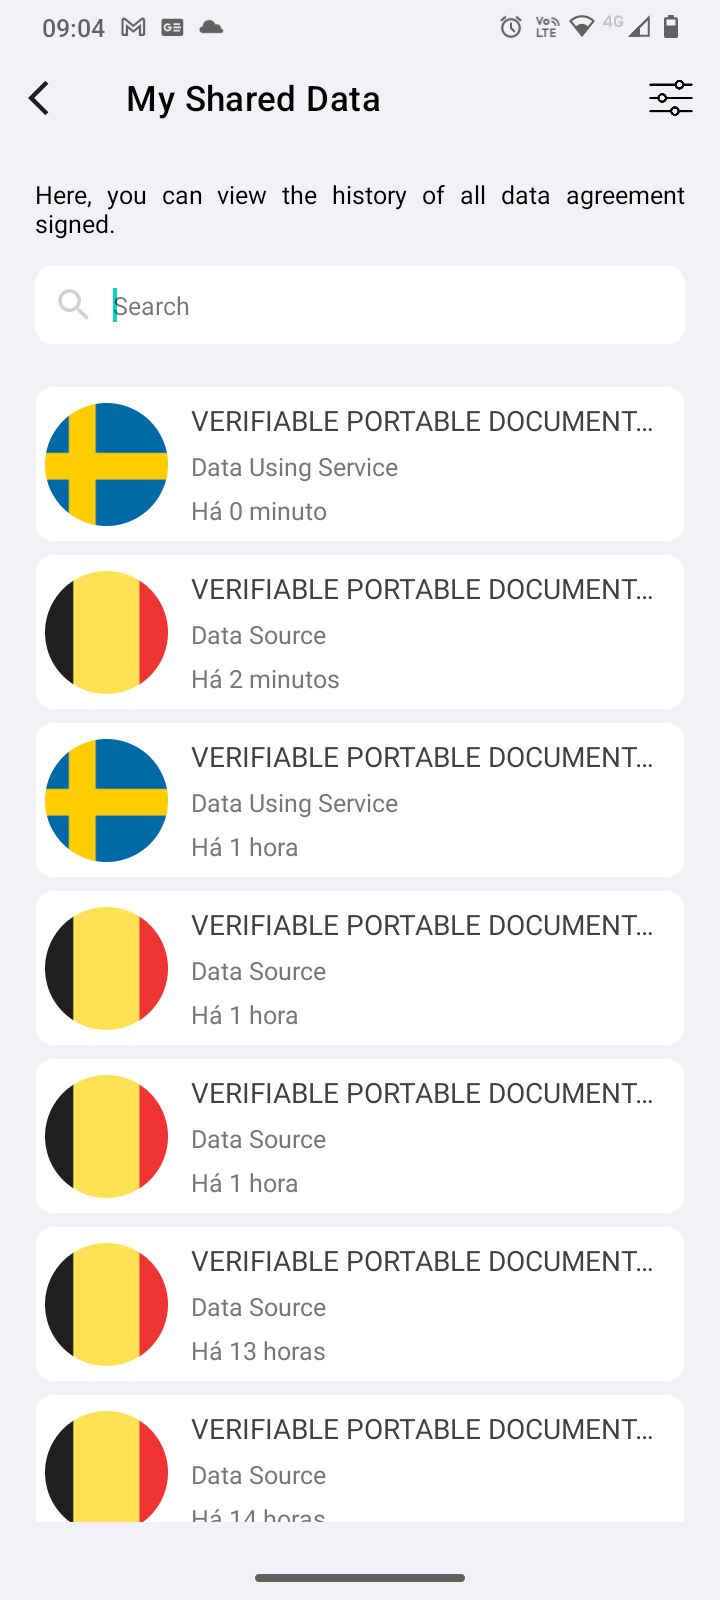 09:04
VoLTE 4G
My Shared Data
Here, you can view the history of all data agreement
signed.
Search
VERIFIABLE PORTABLE DOCUMENT...
Data Using Service
Há 0 minuto
VERIFIABLE PORTABLE DOCUMENT...
Data Source
Há 2 minutos
VERIFIABLE PORTABLE DOCUMENT...
Data Using Service
Há 1 hora
VERIFIABLE PORTABLE DOCUMENT...
Data Source
Há 1 hora
VERIFIABLE PORTABLE DOCUMENT...
Data Source
Há 1 hora
VERIFIABLE PORTABLE DOCUMENT...
Data Source
Há 13 horas
VERIFIABLE PORTABLE DOCUMENT...
Data Source
Há 14 horas